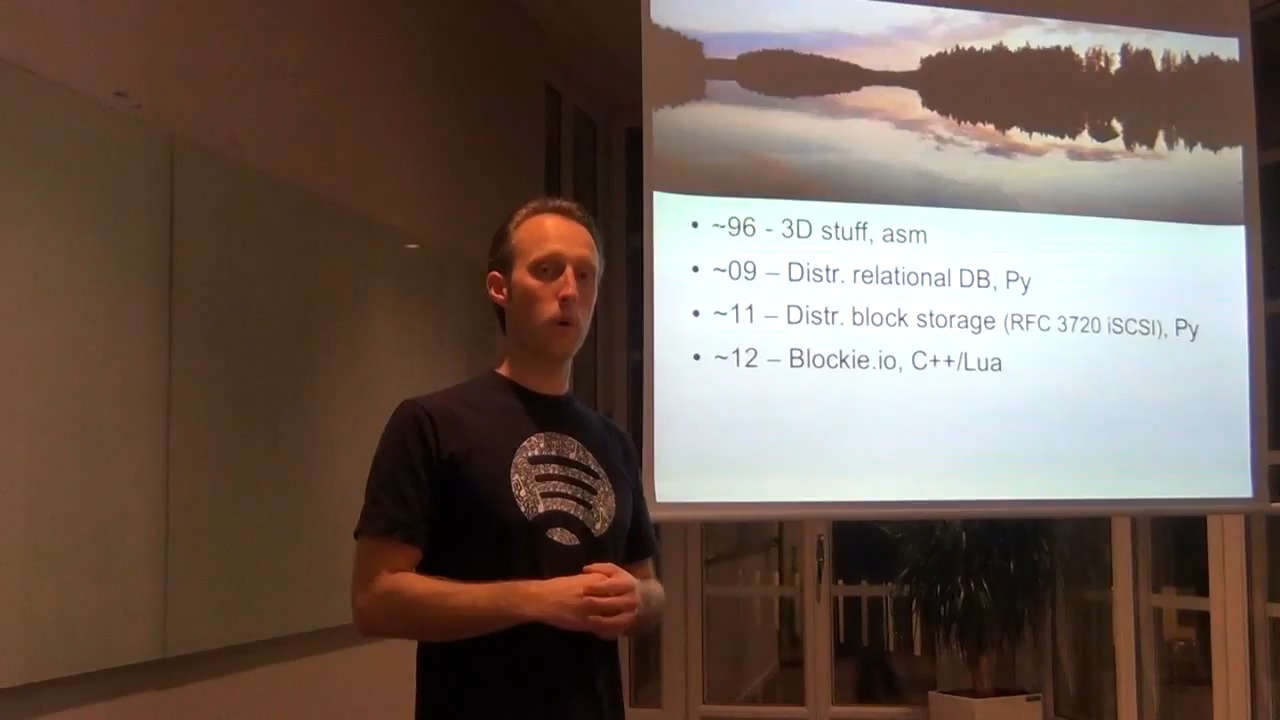 • ~96 - 3D stuff, asm
• ~09 – Distr. relational DB, Py
• ~11 – Distr. block storage (RFC 3720 iSCSI), Py
• ~12 – Blockie.io, C++/Lua